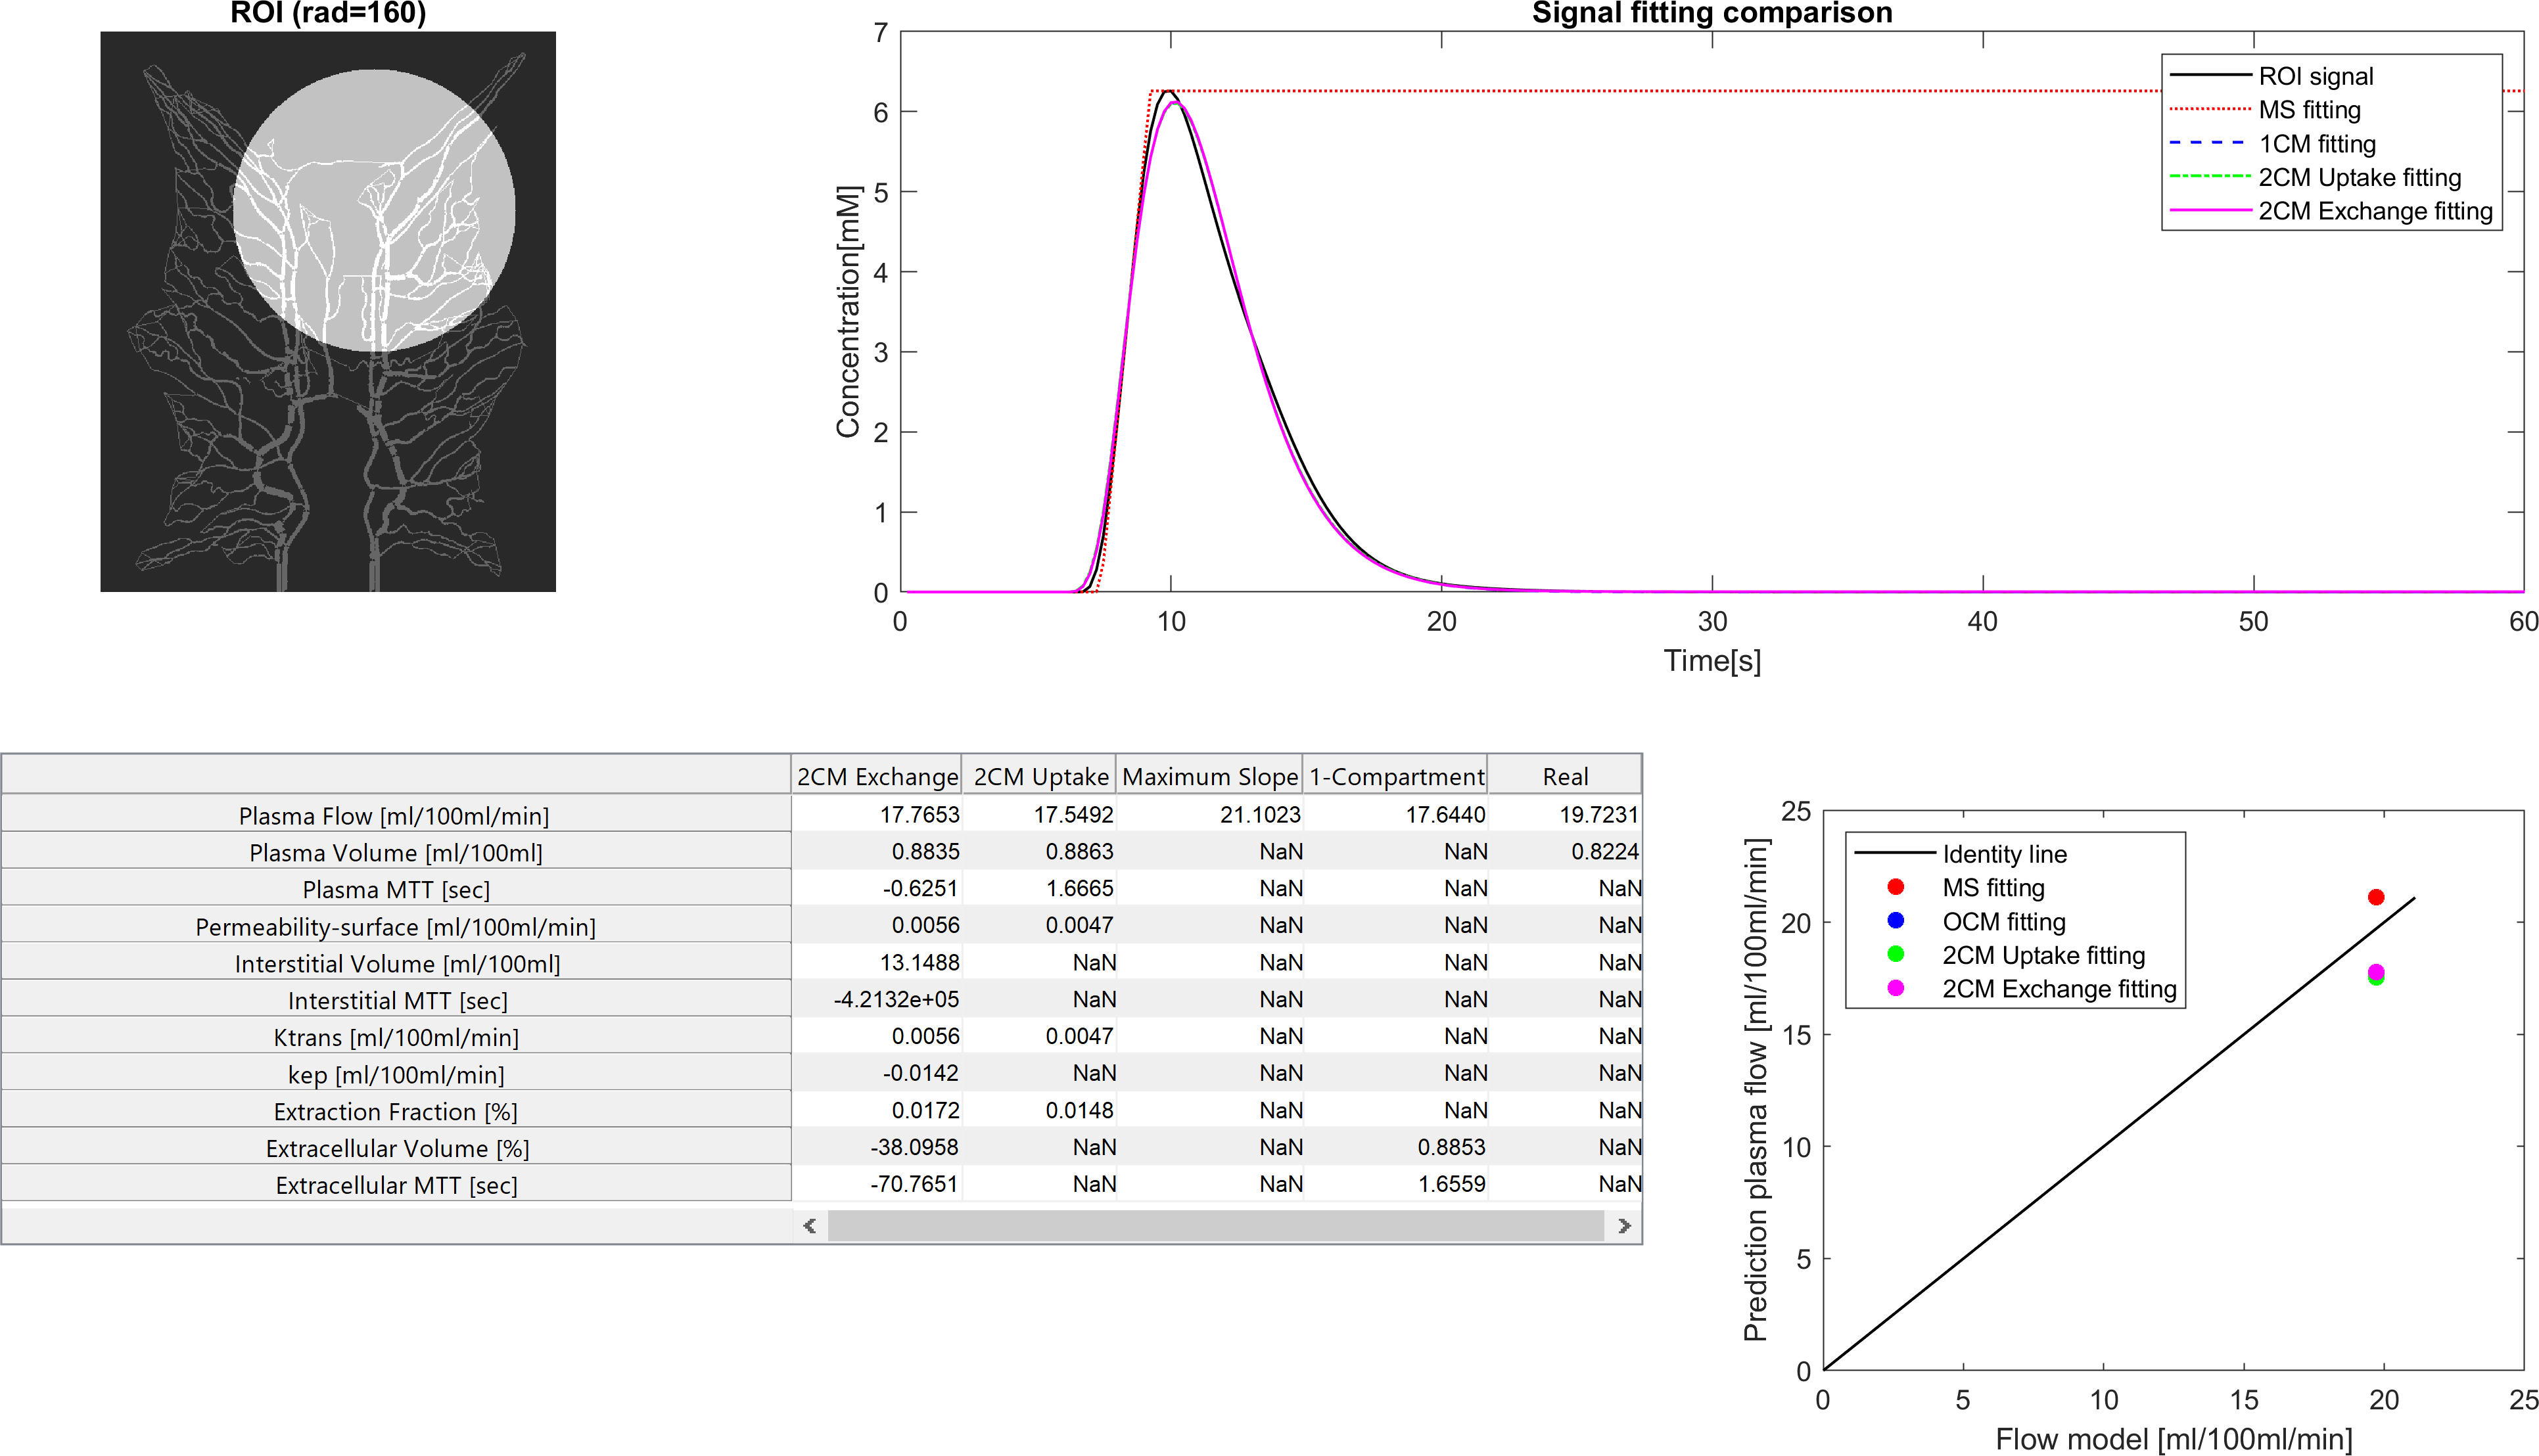 ROI (rad=160)
Signal fitting comparison
7
6
5
4
3
2
1
0
Concentration[mM]
0 10 20 30 40 50 60
Time[s]
ROI signal
MS fitting
1CM fitting
2CM Uptake fitting
2CM Exchange fitting
2CM Exchange 2CM Uptake Maximum Slope 1-Compartment Real
Plasma Flow [ml/100ml/min] 17.7653 17.5492 21.1023 17.6440 19.7231
Plasma Volume [ml/100ml] 0.8835 0.8863 NaN NaN 0.8224
Plasma MTT [sec] -0.6251 1.6665 NaN NaN NaN
Permeability-surface [ml/100ml/min] 0.0056 0.0047 NaN NaN NaN
Interstitial Volume [ml/100ml] 13.1488 NaN NaN NaN NaN
Interstitial MTT [sec] -4.2132e+05 NaN NaN NaN NaN
Ktrans [ml/100ml/min] 0.0056 0.0047 NaN NaN NaN
kep [ml/100ml/min] -0.0142 NaN NaN NaN NaN
Extraction Fraction [%] 0.0172 0.0148 NaN NaN NaN
Extracellular Volume [%] -38.0958 NaN NaN 0.8853 NaN
Extracellular MTT [sec] -70.7651 NaN NaN 1.6559 NaN
25
20
15
10
5
0
Prediction plasma flow [ml/100ml/min]
Identity line
MS fitting
OCM fitting
2CM Uptake fitting
2CM Exchange fitting
0 5 10 15 20 25
Flow model [ml/100ml/min]